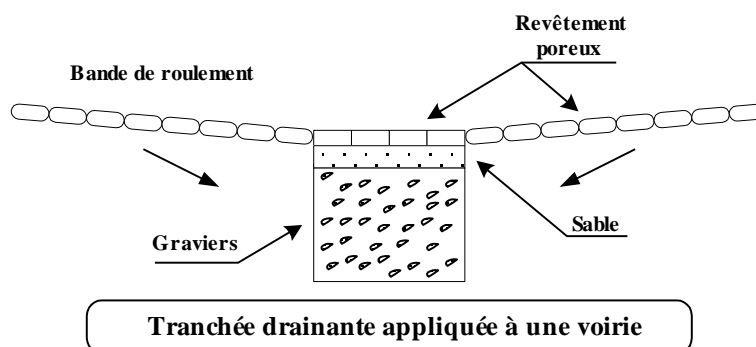 Revêtement
poreux
Bande de roulement
Sable
Graviers
Tranchée drainante appliquée à une voirie